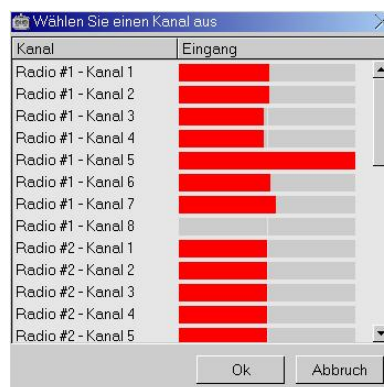 Wählen Sie einen Kanal aus
Kanal Eingang
Radio #1 - Kanal 1
Radio #1 - Kanal 2
Radio #1 - Kanal 3
Radio #1 - Kanal 4
Radio #1 - Kanal 5
Radio #1 - Kanal 6
Radio #1 - Kanal 7
Radio #1 - Kanal 8
Radio #2 - Kanal 1
Radio #2 - Kanal 2
Radio #2 - Kanal 3
Radio #2 - Kanal 4
Radio #2 - Kanal 5
Ok Abbruch